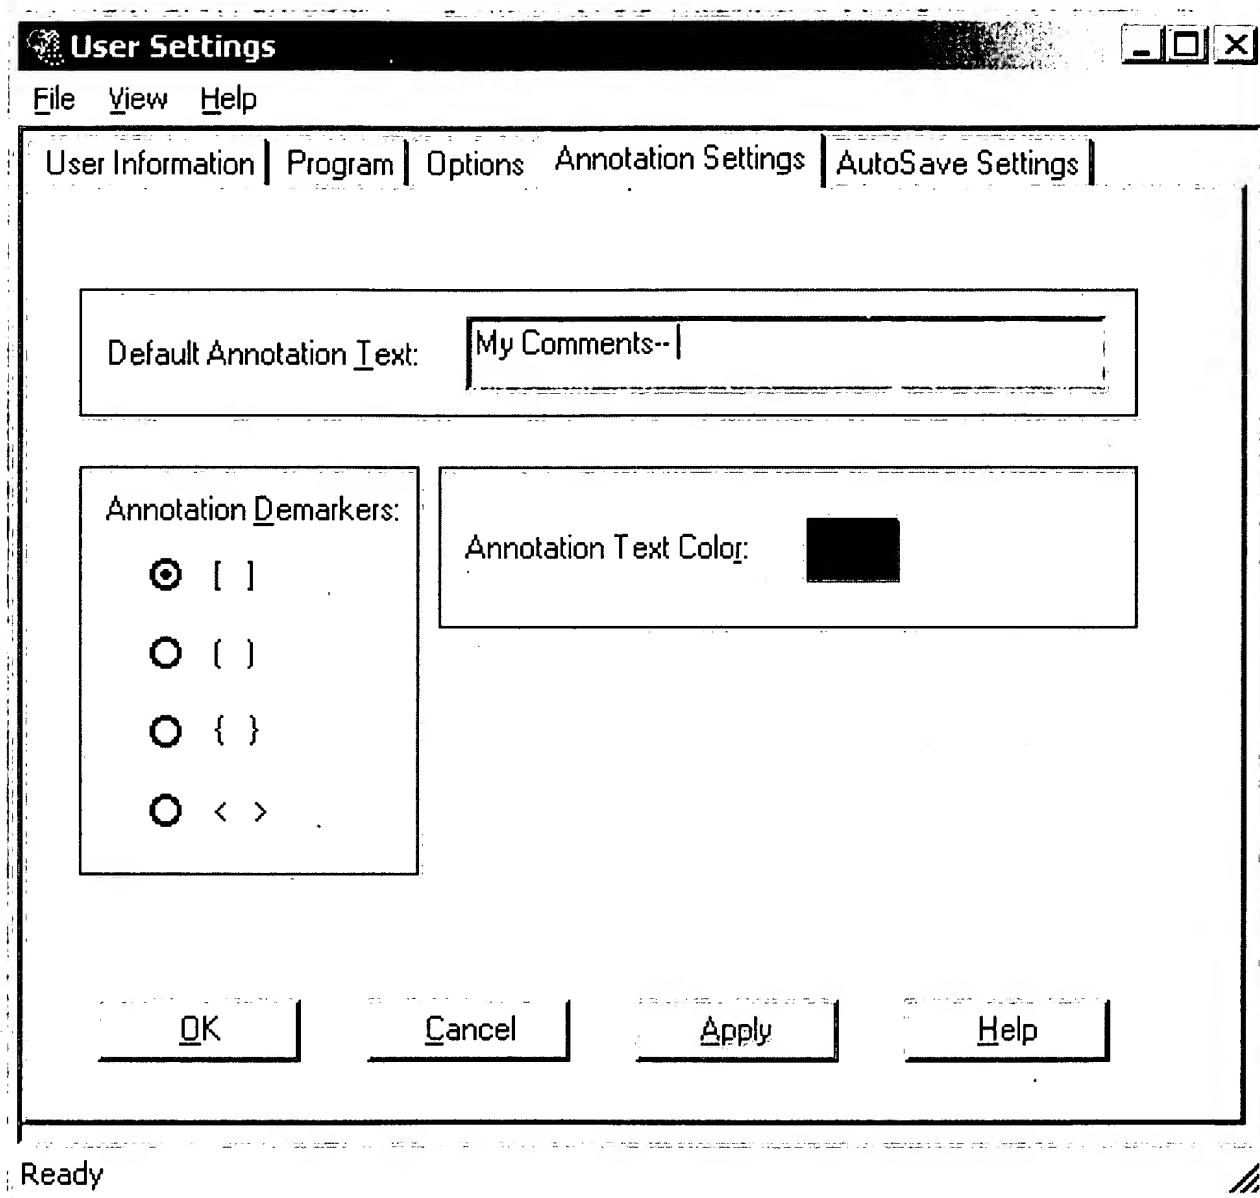 User Settings
File View Help
User Information Program Options Annotation Settings AutoSave Settings
Default Annotation Text: My Comments--
Annotation Demarkers:
[ ]
( )
{ }
< >
Annotation Text Color:
OK Cancel Apply Help
Ready